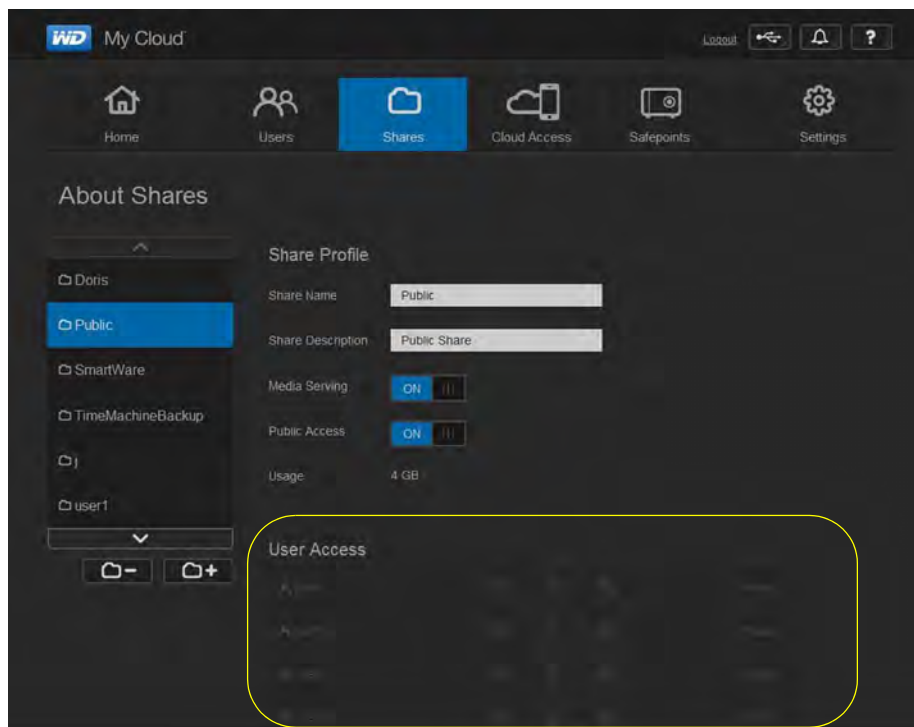 WD My Cloud
Logout ?
Home Users Shares Cloud Access Safepoints Settings
About Shares
Doris
Public
SmartWare
TimeMachineBackup
j
user1
Share Profile
Share Name Public
Share Description Public Share
Media Serving ON
Public Access ON
Usage 4 GB
User Access